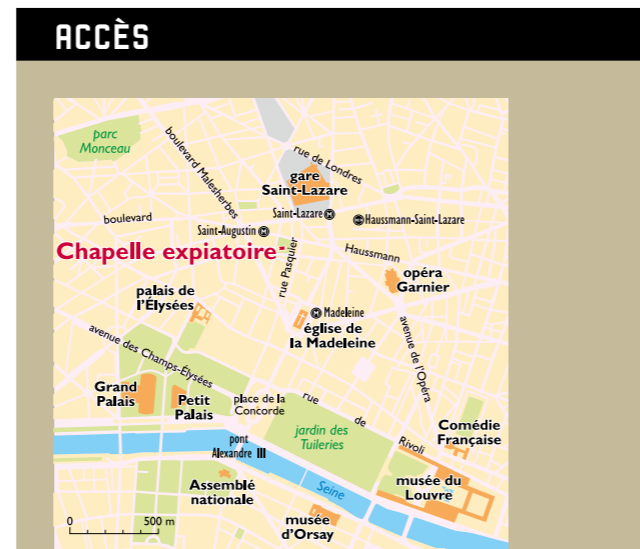 ACCÈS
parc
Monceau
boulevard Malesherbes
rue de Londres
gare
Saint-Lazare
boulevard
Saint-Lazare
Haussmann-Saint-Lazare
Saint-Augustin
Chapelle expiatoire
rue Pasquier
Haussmann
opéra
Garnier
palais de
l'Élysées
Madeleine
église de
la Madeleine
avenue des Champs-Élysées
avenue de l'Opéra
Grand
Palais
Petit
Palais
place de la
Concorde
rue
de
Rivoli
jardin des
Tuileries
Comédie
Française
pont
Alexandre III
Assemblé
nationale
Seine
musée du
Louvre
0
500 m
musée
d'Orsay